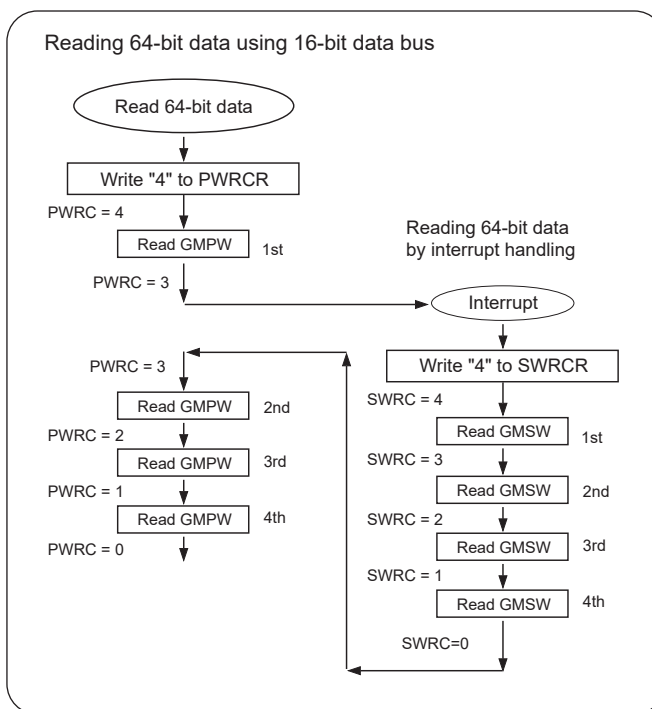 Reading 64-bit data using 16-bit data bus
Read 64-bit data
Write "4" to PWRCR
PWRC = 4
Read GMPW
1st
PWRC = 3
Reading 64-bit data
by interrupt handling
Interrupt
Write "4" to SWRCR
SWRC = 4
Read GMSW
1st
SWRC = 3
Read GMSW
2nd
SWRC = 2
Read GMSW
3rd
SWRC = 1
Read GMSW
4th
SWRC=0
PWRC = 3
Read GMPW
2nd
PWRC = 2
Read GMPW
3rd
PWRC = 1
Read GMPW
4th
PWRC = 0